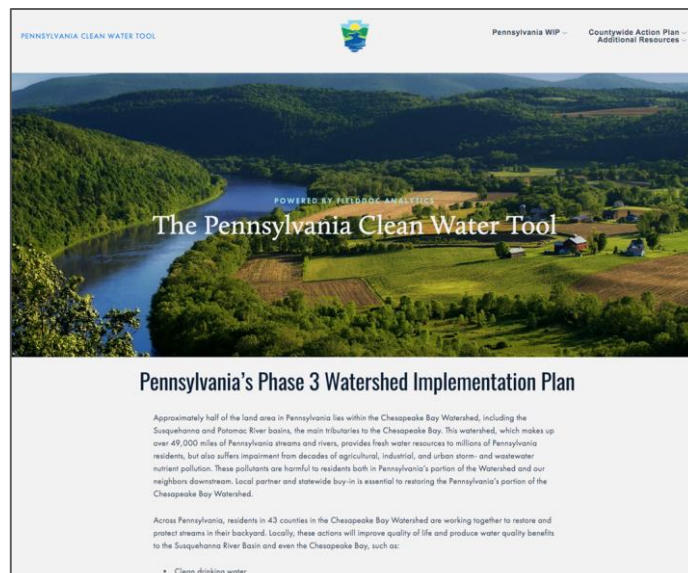 PENNSYLVANIA CLEAN WATER TOOL
Pennsylvania WIP
Countywide Action Plan
Additional Resources
POWERED BY FIELDDOC ANALYTICS
The Pennsylvania Clean Water Tool
Pennsylvania's Phase 3 Watershed Implementation Plan
Approximately half of the land area in Pennsylvania lies within the Chesapeake Bay Watershed, including the
Susquehanna and Potomac River basins, the main tributaries to the Chesapeake Bay. This watershed, which makes up
over 49,000 miles of Pennsylvania streams and rivers, provides fresh water resources to millions of Pennsylvania
residents, but also suffers impairment from decades of agricultural, industrial, and urban storm- and wastewater
nutrient pollution. These pollutants are harmful to residents both in Pennsylvania's portion of the Watershed and our
neighbors downstream. Local partner and statewide buy-in is essential to restoring the Pennsylvania's portion of the
Chesapeake Bay Watershed.
Across Pennsylvania, residents in 43 counties in the Chesapeake Bay Watershed are working together to restore and
protect streams in their backyard. Locally, these actions will improve quality of life and produce water quality benefits
to the Susquehanna River Basin and even the Chesapeake Bay, such as:
• Clean drinking water